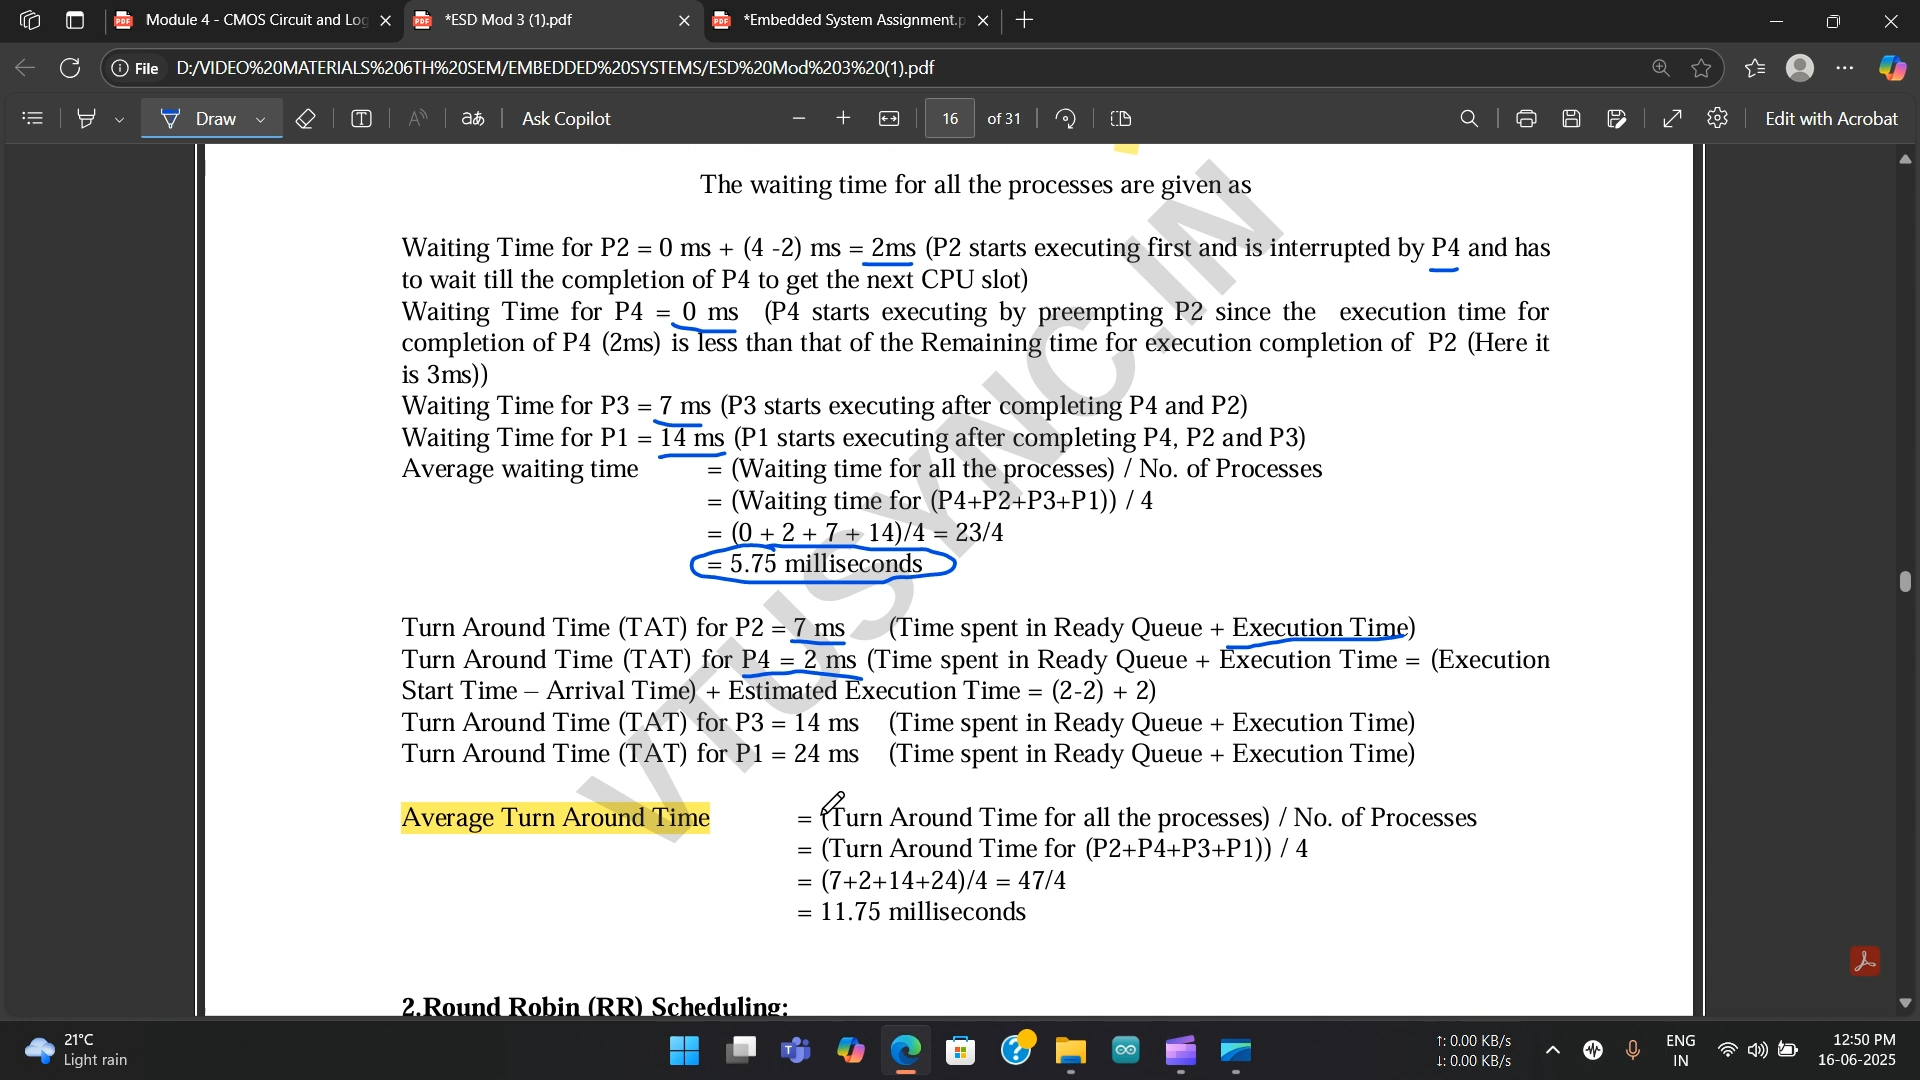 Module 4 - CMOS Circuit and Log
*ESD Mod 3 (1).pdf
*Embedded System Assignment.p
File
D:/VIDEO%20MATERIALS%206TH%20SEM/EMBEDDED%20SYSTEMS/ESD%20Mod%203%20(1).pdf
Draw
aあ
Ask Copilot
16
of 31
Edit with Acrobat
The waiting time for all the processes are given as
Waiting Time for P2 = 0 ms + (4 -2) ms = 2ms (P2 starts executing first and is interrupted by P4 and has
to wait till the completion of P4 to get the next CPU slot)
Waiting Time for P4 = 0 ms (P4 starts executing by preempting P2 since the execution time for
completion of P4 (2ms) is less than that of the Remaining time for execution completion of P2 (Here it
is 3ms))
Waiting Time for P3 = 7 ms (P3 starts executing after completing P4 and P2)
Waiting Time for P1 = 14 ms (P1 starts executing after completing P4, P2 and P3)
Average waiting time = (Waiting time for all the processes) / No. of Processes
= (Waiting time for (P4+P2+P3+P1)) / 4
= (0 + 2 + 7 + 14)/4 = 23/4
= 5.75 milliseconds
Turn Around Time (TAT) for P2 = 7 ms (Time spent in Ready Queue + Execution Time)
Turn Around Time (TAT) for P4 = 2 ms (Time spent in Ready Queue + Execution Time = (Execution
Start Time – Arrival Time) + Estimated Execution Time = (2-2) + 2)
Turn Around Time (TAT) for P3 = 14 ms (Time spent in Ready Queue + Execution Time)
Turn Around Time (TAT) for P1 = 24 ms (Time spent in Ready Queue + Execution Time)
Average Turn Around Time = (Turn Around Time for all the processes) / No. of Processes
= (Turn Around Time for (P2+P4+P3+P1)) / 4
= (7+2+14+24)/4 = 47/4
= 11.75 milliseconds
2.Round Robin (RR) Scheduling:
VTUSYNC.IN
21°C
Light rain
↑: 0.00 KB/s
↓: 0.00 KB/s
ENG
IN
12:50 PM
16-06-2025